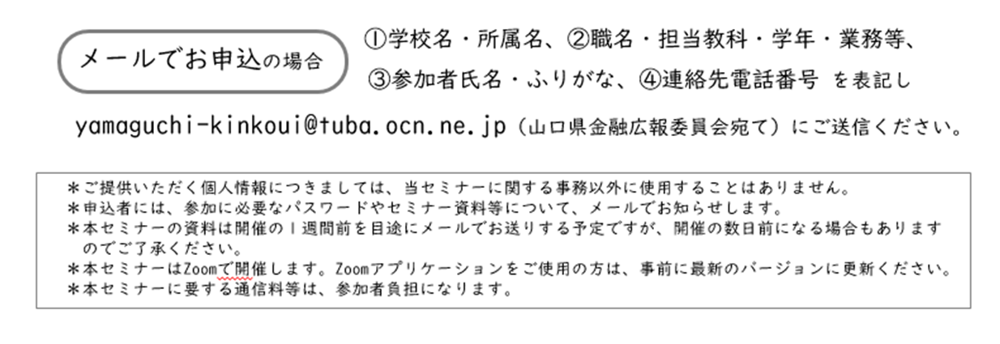 メールでお申込の場合
①学校名・所属名、②職名・担当教科・学年・業務等、
③参加者氏名・ふりがな、④連絡先電話番号 を表記し
yamaguchi-kinkoui@tuba.ocn.ne.jp（山口県金融広報委員会宛て）にご送信ください。
＊ご提供いただく個人情報につきましては、当セミナーに関する事務以外に使用することはありません。
＊申込者には、参加に必要なパスワードやセミナー資料等について、メールでお知らせします。
＊本セミナーの資料は開催の１週間前を目途にメールでお送りする予定ですが、開催の数日前になる場合もあります
のでご了承ください。
＊本セミナーはZoomで開催します。Zoomアプリケーションをご使用の方は、事前に最新のバージョンに更新ください。
＊本セミナーに要する通信料等は、参加者負担になります。